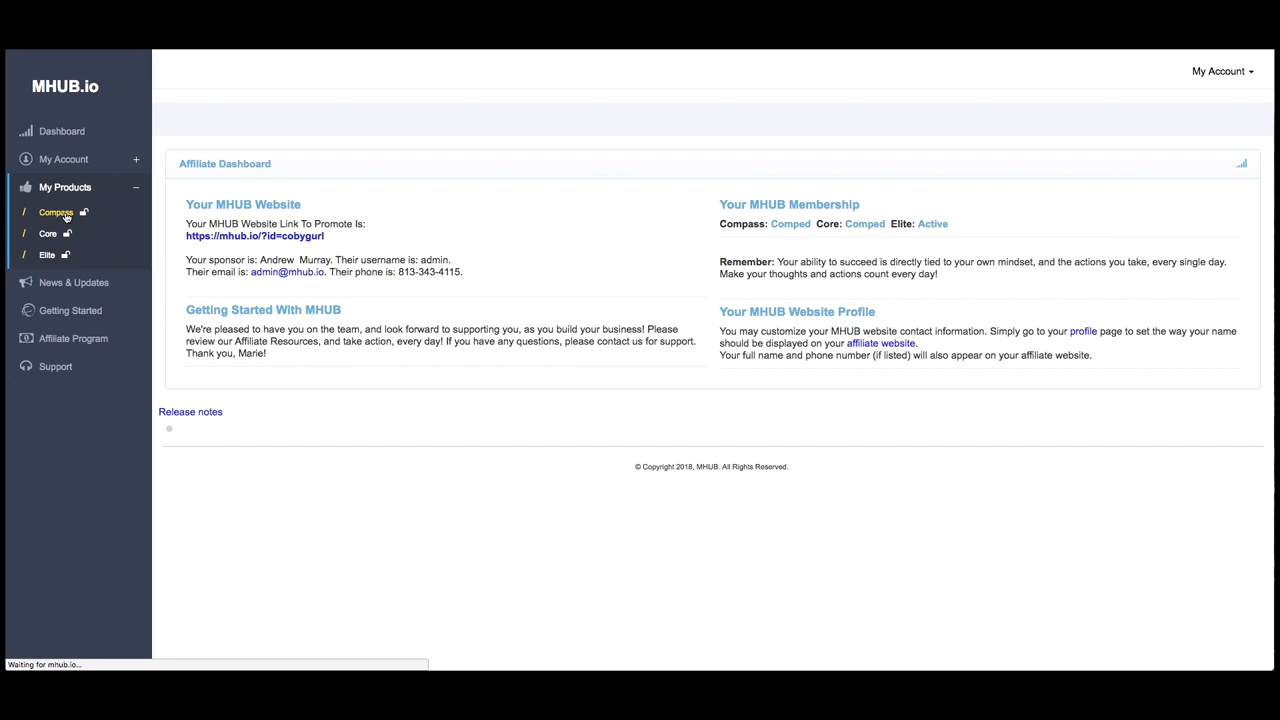 MHUB.io
My Account
Dashboard
My Account +
My Products −
/ Compass
/ Core
/ Elite
News & Updates
Getting Started
Affiliate Program
Support
Affiliate Dashboard
Your MHUB Website
Your MHUB Website Link To Promote Is:
https://mhub.io/?id=cobygurl
Your sponsor is: Andrew Murray. Their username is: admin.
Their email is: admin@mhub.io. Their phone is: 813-343-4115.
Getting Started With MHUB
We're pleased to have you on the team, and look forward to supporting you, as you build your business! Please
review our Affiliate Resources, and take action, every day! If you have any questions, please contact us for support.
Thank you, Marie!
Your MHUB Membership
Compass: Comped Core: Comped Elite: Active
Remember: Your ability to succeed is directly tied to your own mindset, and the actions you take, every single day.
Make your thoughts and actions count every day!
Your MHUB Website Profile
You may customize your MHUB website contact information. Simply go to your profile page to set the way your name
should be displayed on your affiliate website.
Your full name and phone number (if listed) will also appear on your affiliate website.
Release notes
© Copyright 2018, MHUB. All Rights Reserved.
Waiting for mhub.io...